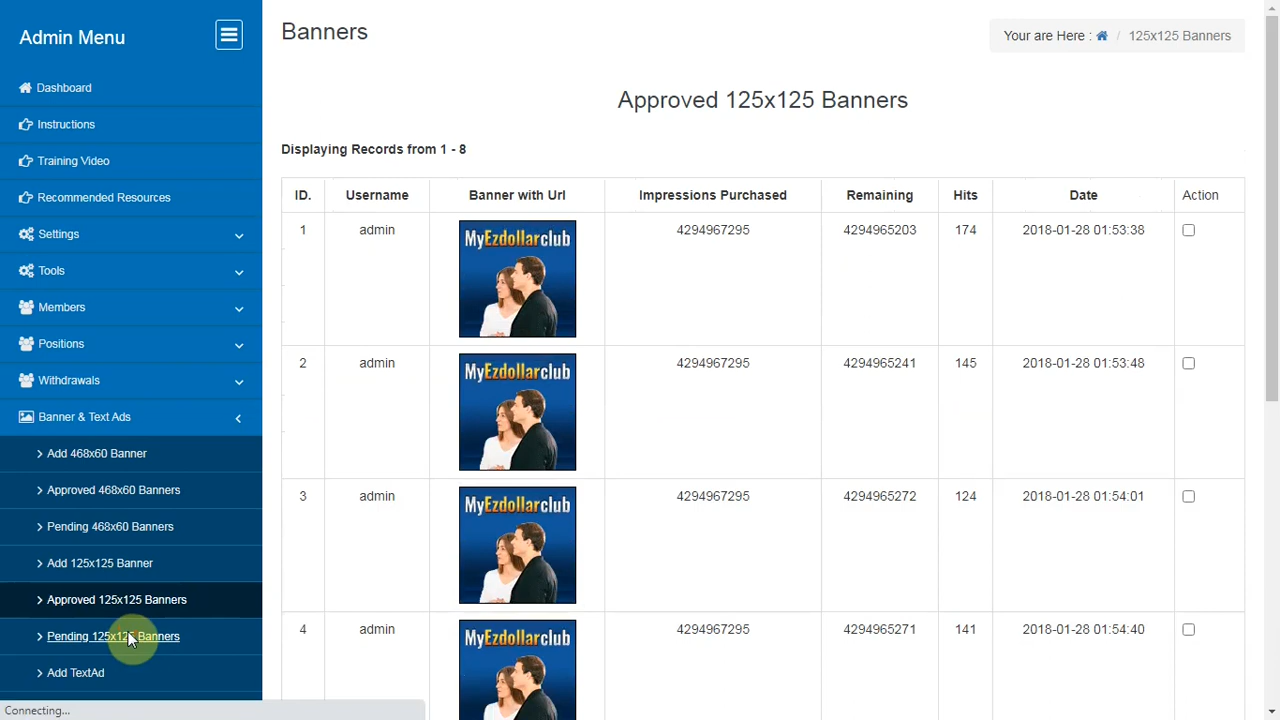 Admin Menu
Dashboard
Instructions
Training Video
Recommended Resources
Settings
Tools
Members
Positions
Withdrawals
Banner & Text Ads
Add 468x60 Banner
Approved 468x60 Banners
Pending 468x60 Banners
Add 125x125 Banner
Approved 125x125 Banners
Pending 125x125 Banners
Add TextAd
Connecting...
Banners
Your are Here : / 125x125 Banners
Approved 125x125 Banners
Displaying Records from 1 - 8
ID. Username Banner with Url Impressions Purchased Remaining Hits Date Action
1 admin 4294967295 4294965203 174 2018-01-28 01:53:38
MyEzdollarclub
2 admin 4294967295 4294965241 145 2018-01-28 01:53:48
MyEzdollarclub
3 admin 4294967295 4294965272 124 2018-01-28 01:54:01
MyEzdollarclub
4 admin 4294967295 4294965271 141 2018-01-28 01:54:40
MyEzdollarclub